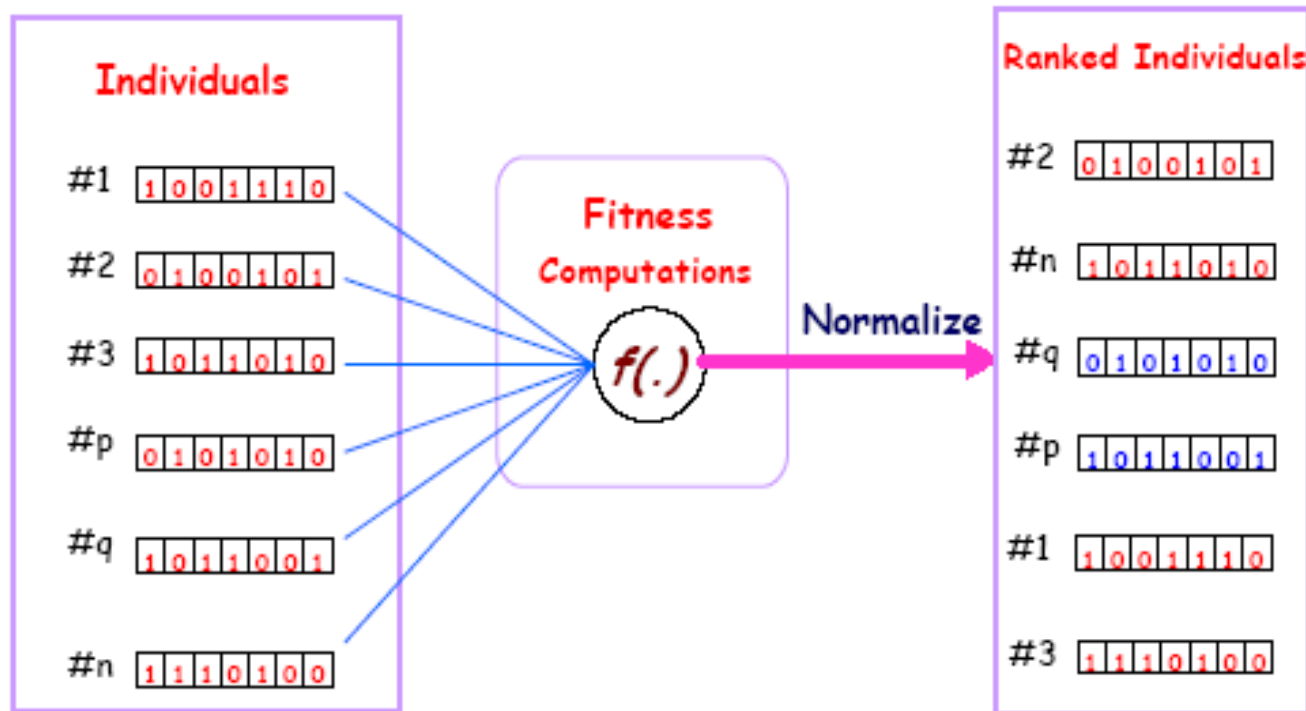 Individuals
#1 1 0 0 1 1 1 0
#2 0 1 0 0 1 0 1
#3 1 0 1 1 0 1 0
#p 0 1 0 1 0 1 0
#q 1 0 1 1 0 0 1
#n 1 1 1 0 1 0 0
Fitness
Computations
f(.)
Normalize
Ranked Individuals
#2 0 1 0 0 1 0 1
#n 1 0 1 1 0 1 0
#q 0 1 0 1 0 1 0
#p 1 0 1 1 0 0 1
#1 1 0 0 1 1 1 0
#3 1 1 1 0 1 0 0